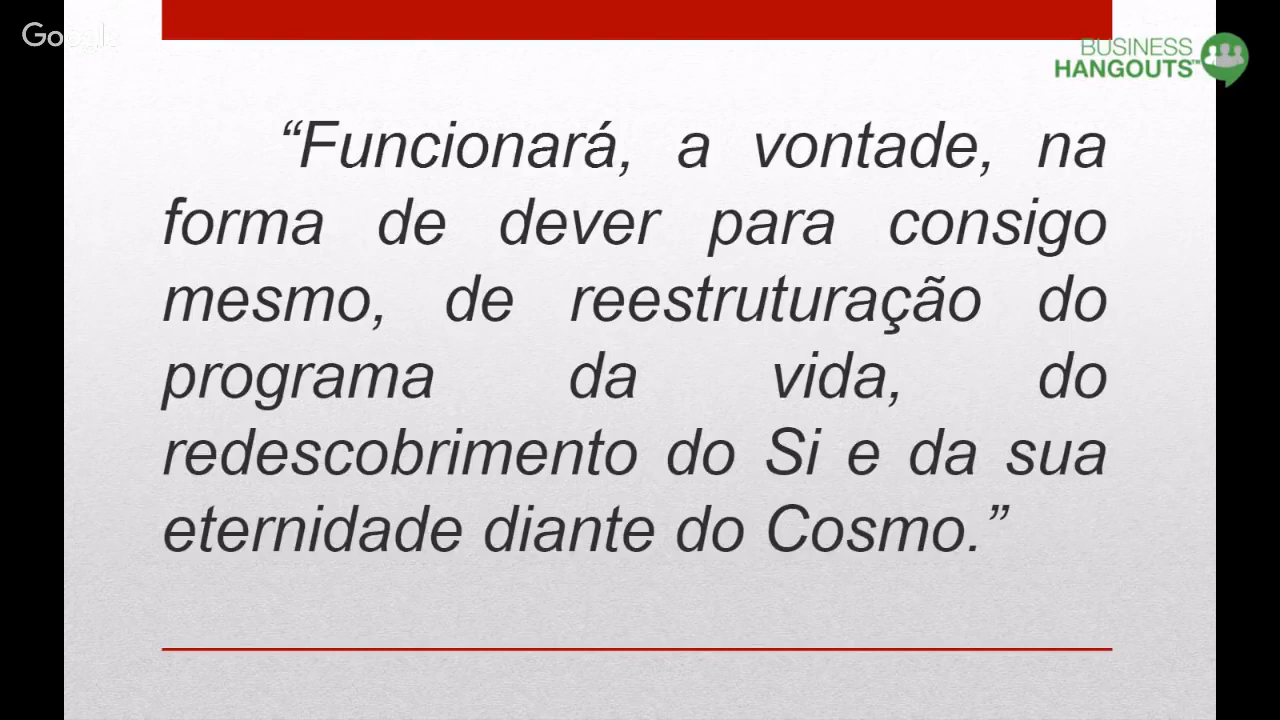 Google
BUSINESS
HANGOUTS™
“Funcionará, a vontade, na
forma de dever para consigo
mesmo, de reestruturação do
programa da vida, do
redescobrimento do Si e da sua
eternidade diante do Cosmo.”